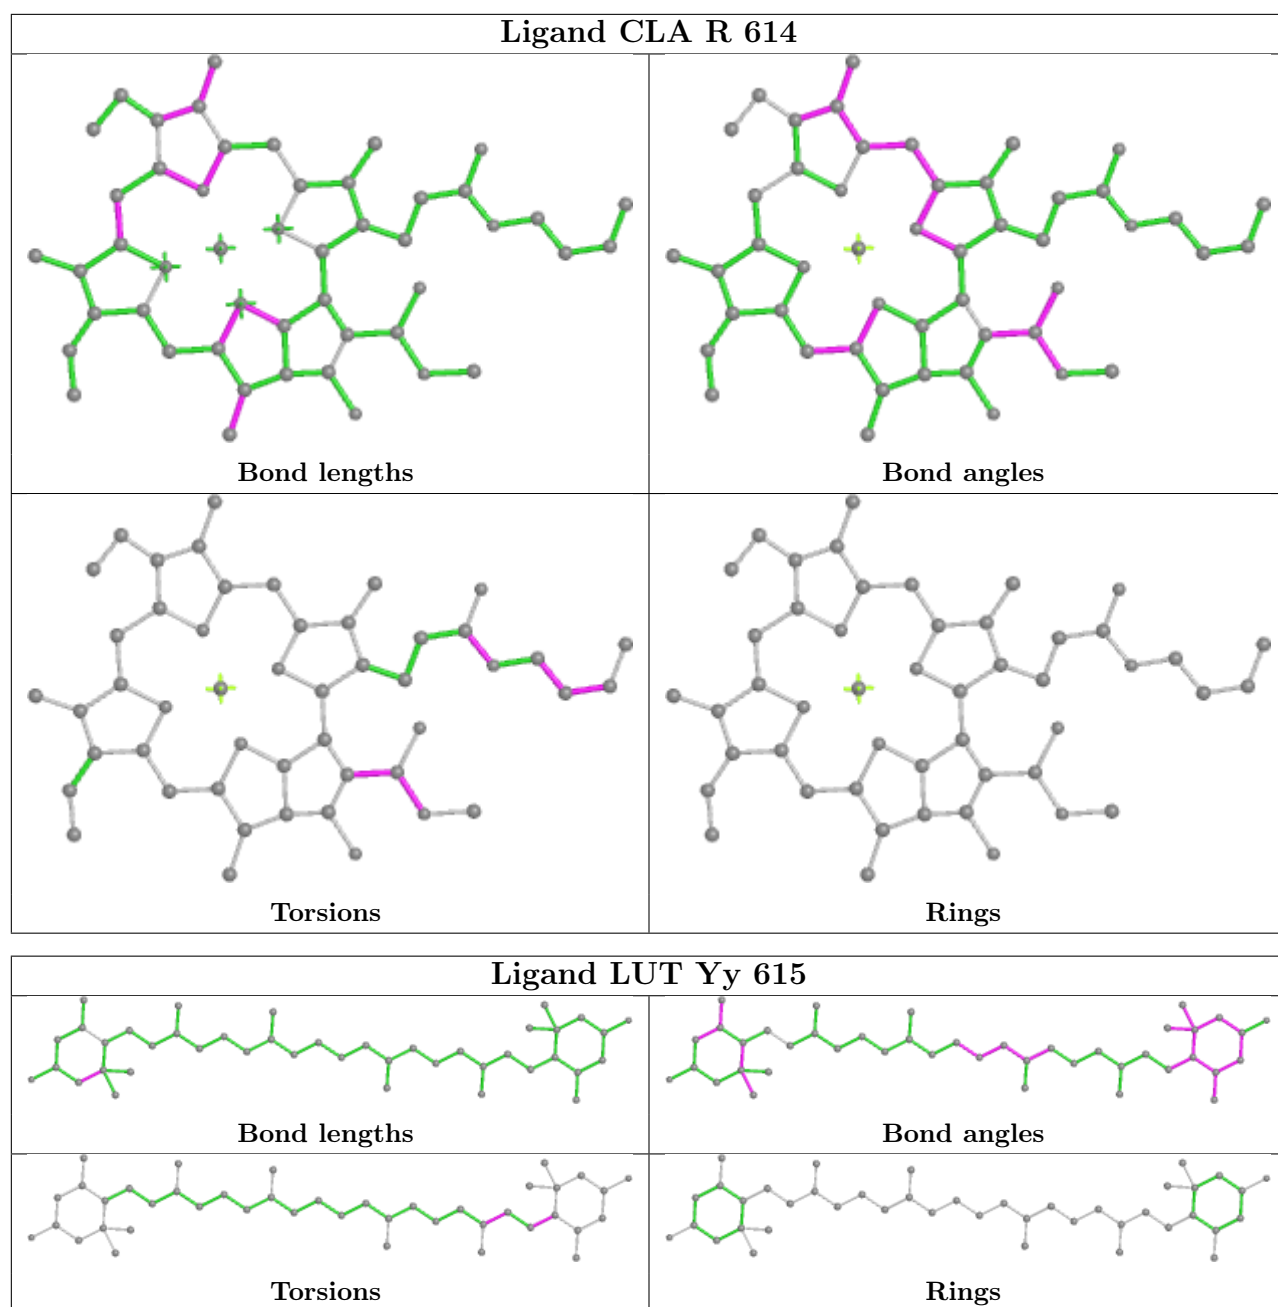 Ligand CLA R 614
Bond lengths
Bond angles
Torsions
Rings
Ligand LUT Yy 615
Bond lengths
Bond angles
Torsions
Rings